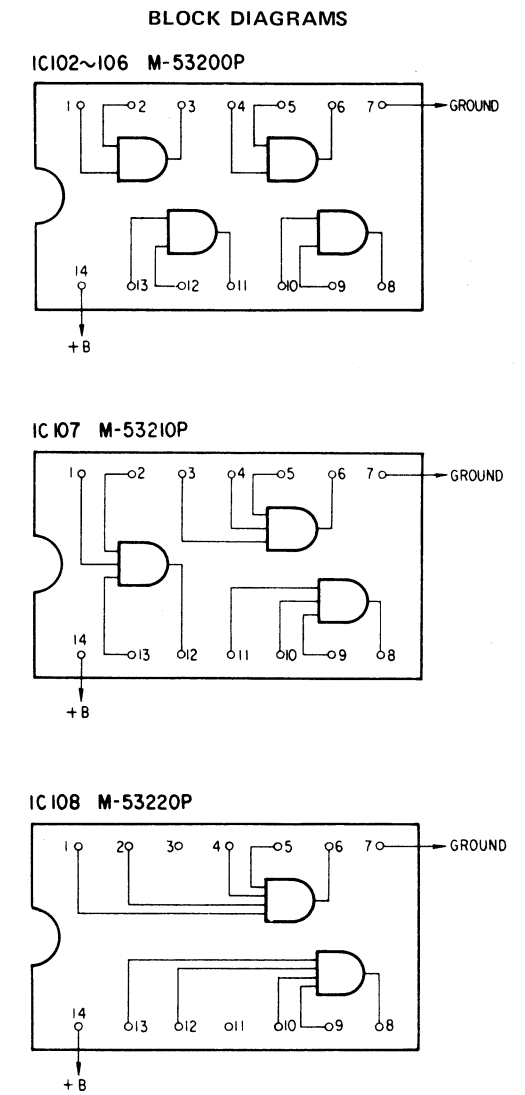 BLOCK DIAGRAMS
IC102~106 M-53200P
1 2 3 4 5 6 7 GROUND
14 13 12 11 10 9 8
+B
IC107 M-53210P
1 2 3 4 5 6 7 GROUND
14 13 12 11 10 9 8
+B
IC108 M-53220P
1 2 3 4 5 6 7 GROUND
14 13 12 11 10 9 8
+B